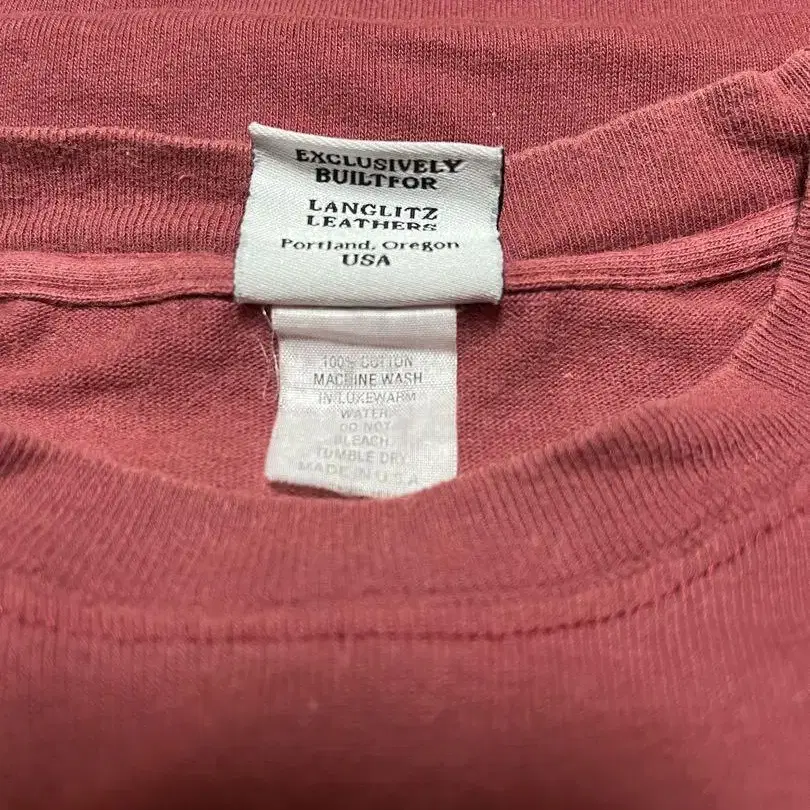 EXCLUSIVELY
BUILTFOR
LANGLITZ
LEATHERS
Portland, Oregon
USA
100% COTTON
MACHINE WASH
IN LUKEWARM
WATER
DO NOT
BLEACH
TUMBLE DRY
MADE IN U.S.A